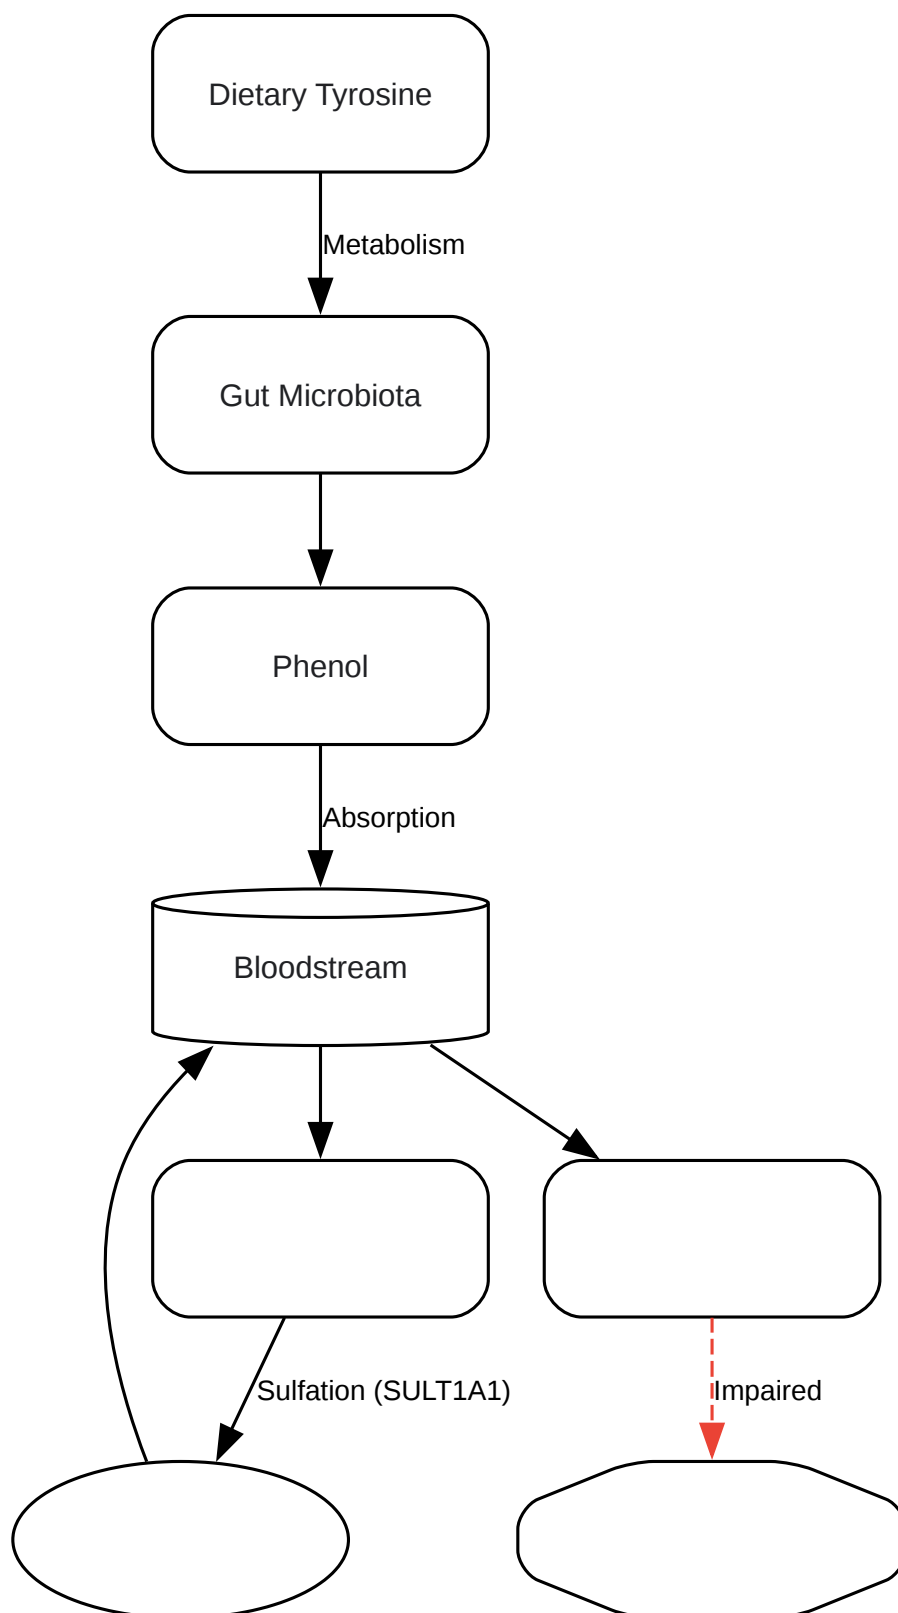 Dietary Tyrosine
Metabolism
Gut Microbiota
Phenol
Absorption
Bloodstream
Sulfation (SULT1A1)
Impaired